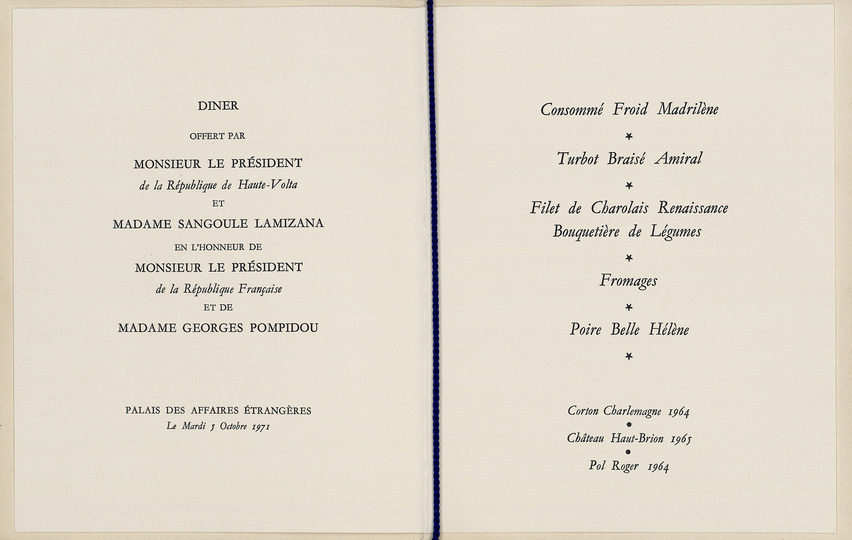 DINER
OFFERT PAR
MONSIEUR LE PRÉSIDENT
de la République de Haute-Volta
ET
MADAME SANGOULE LAMIZANA
EN L'HONNEUR DE
MONSIEUR LE PRÉSIDENT
de la République Française
ET DE
MADAME GEORGES POMPIDOU
PALAIS DES AFFAIRES ÉTRANGÈRES
Le Mardi 5 Octobre 1971
Consommé Froid Madrilène
Turbot Braisé Amiral
Filet de Charolais Renaissance
Bouquetière de Légumes
Fromages
Poire Belle Hélène
Corton Charlemagne 1964
Château Haut-Brion 1965
Pol Roger 1964